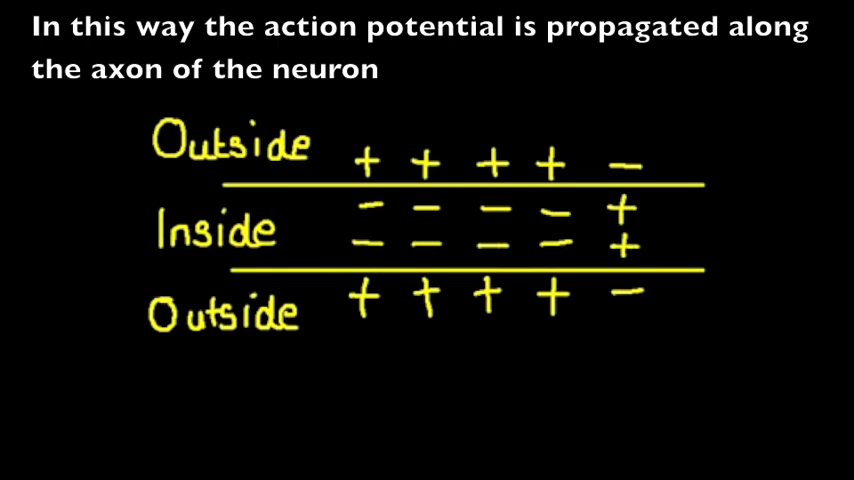 In this way the action potential is propagated along
the axon of the neuron
Outside + + + + −
Inside − − − − +
− − − − +
Outside + + + + −